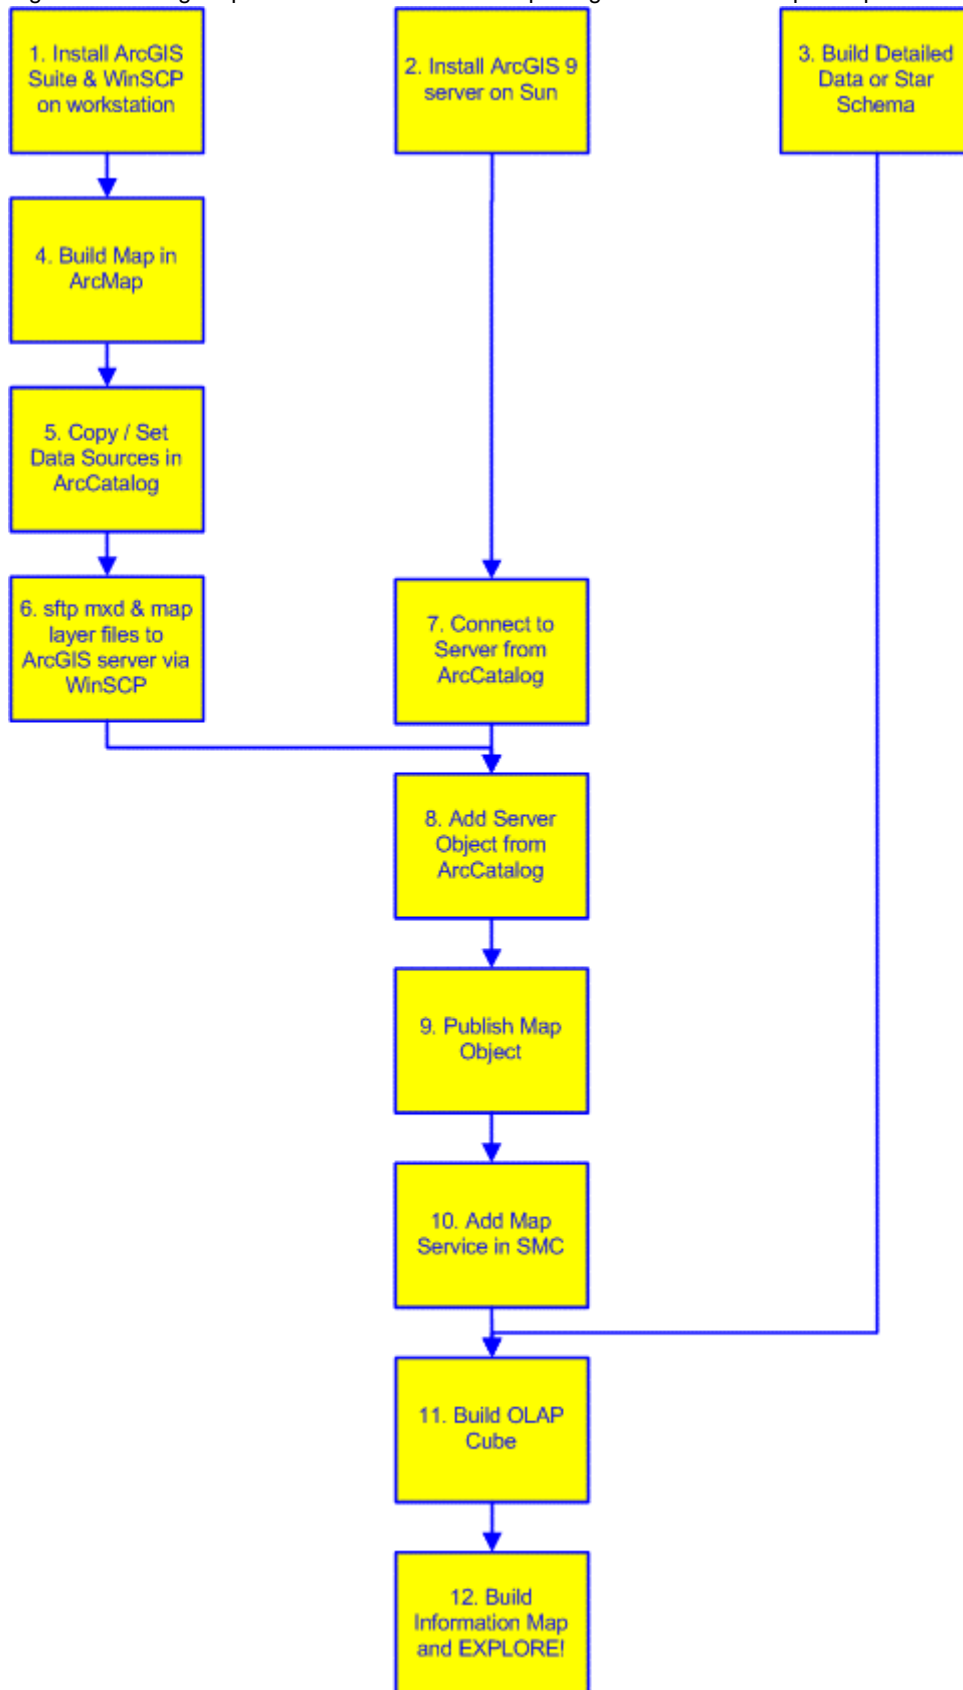 1. Install ArcGIS
Suite & WinSCP
on workstation
2. Install ArcGIS 9
server on Sun
3. Build Detailed
Data or Star
Schema
4. Build Map in
ArcMap
5. Copy / Set
Data Sources in
ArcCatalog
6. sftp mxd & map
layer files to
ArcGIS server via
WinSCP
7. Connect to
Server from
ArcCatalog
8. Add Server
Object from
ArcCatalog
9. Publish Map
Object
10. Add Map
Service in SMC
11. Build OLAP
Cube
12. Build
Information Map
and EXPLORE!